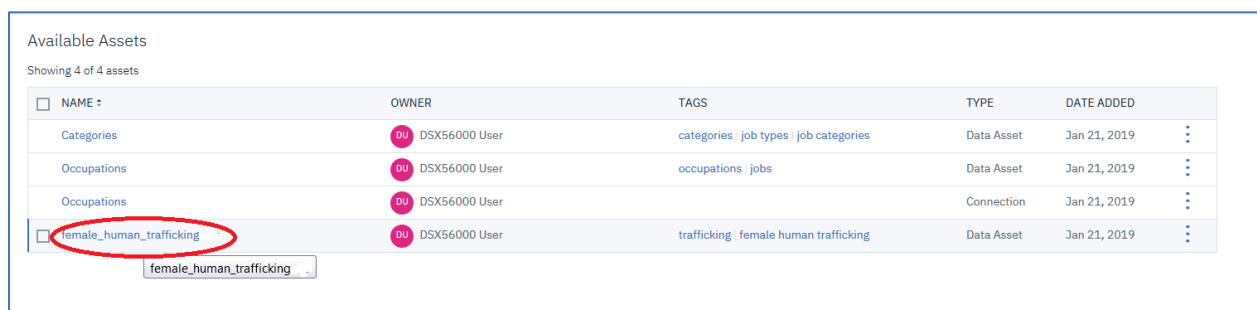 Available Assets
Showing 4 of 4 assets
NAME OWNER TAGS TYPE DATE ADDED
Categories DU DSX56000 User categories | job types | job categories Data Asset Jan 21, 2019
Occupations DU DSX56000 User occupations | jobs Data Asset Jan 21, 2019
Occupations DU DSX56000 User Connection Jan 21, 2019
female_human_trafficking DU DSX56000 User trafficking | female human trafficking Data Asset Jan 21, 2019
female_human_trafficking